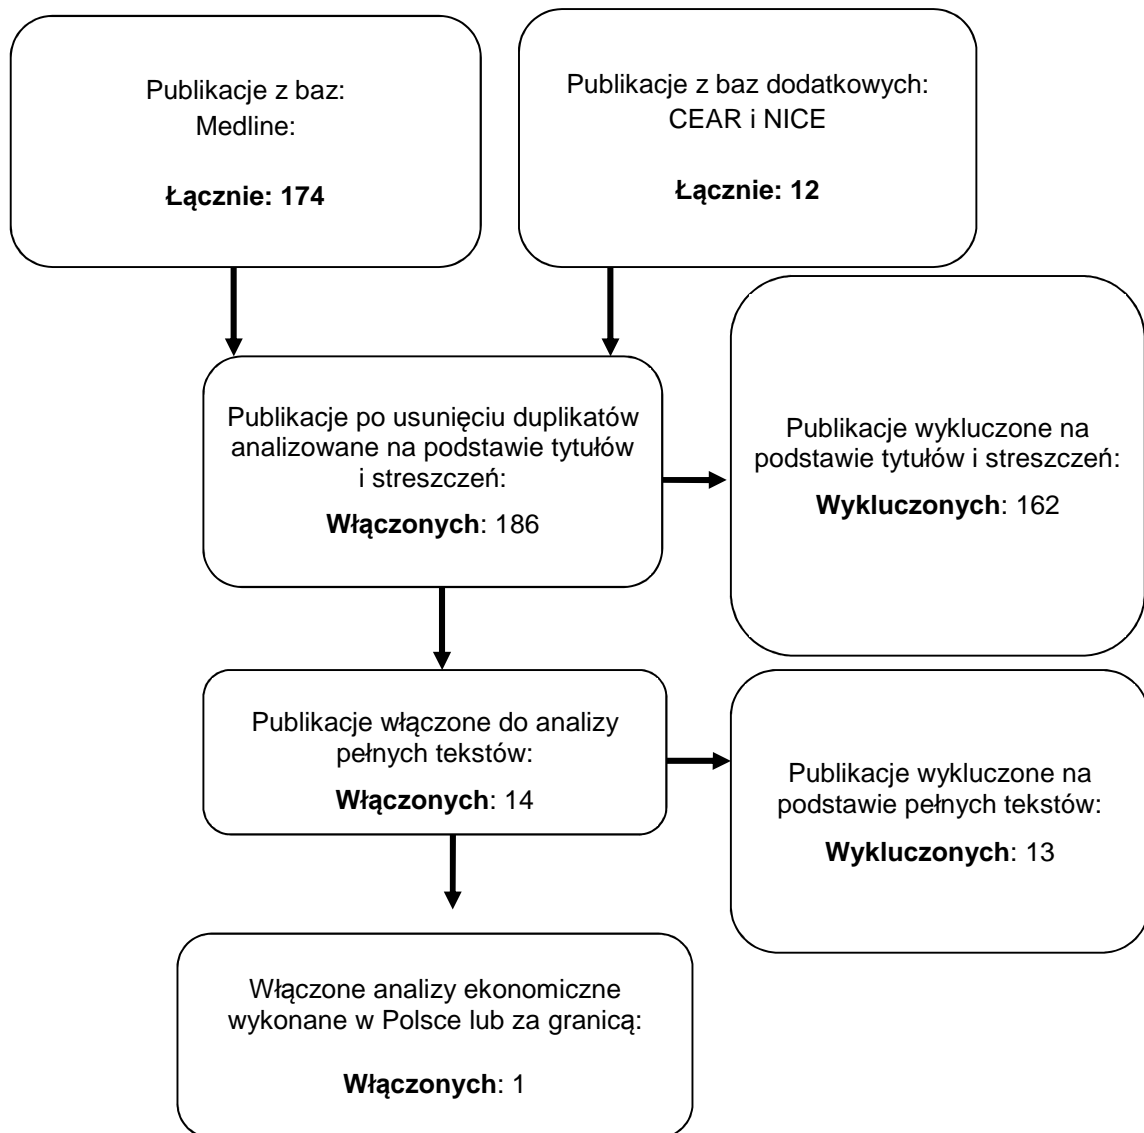 Publikacje z baz:
Medline:
Łącznie: 174
Publikacje z baz dodatkowych:
CEAR i NICE
Łącznie: 12
Publikacje po usunięciu duplikatów
analizowane na podstawie tytułów
i streszczeń:
Włączonych: 186
Publikacje wykluczone na
podstawie tytułów i streszczeń:
Wykluczonych: 162
Publikacje włączone do analizy
pełnych tekstów:
Włączonych: 14
Publikacje wykluczone na
podstawie pełnych tekstów:
Wykluczonych: 13
Włączone analizy ekonomiczne
wykonane w Polsce lub za granicą:
Włączonych: 1